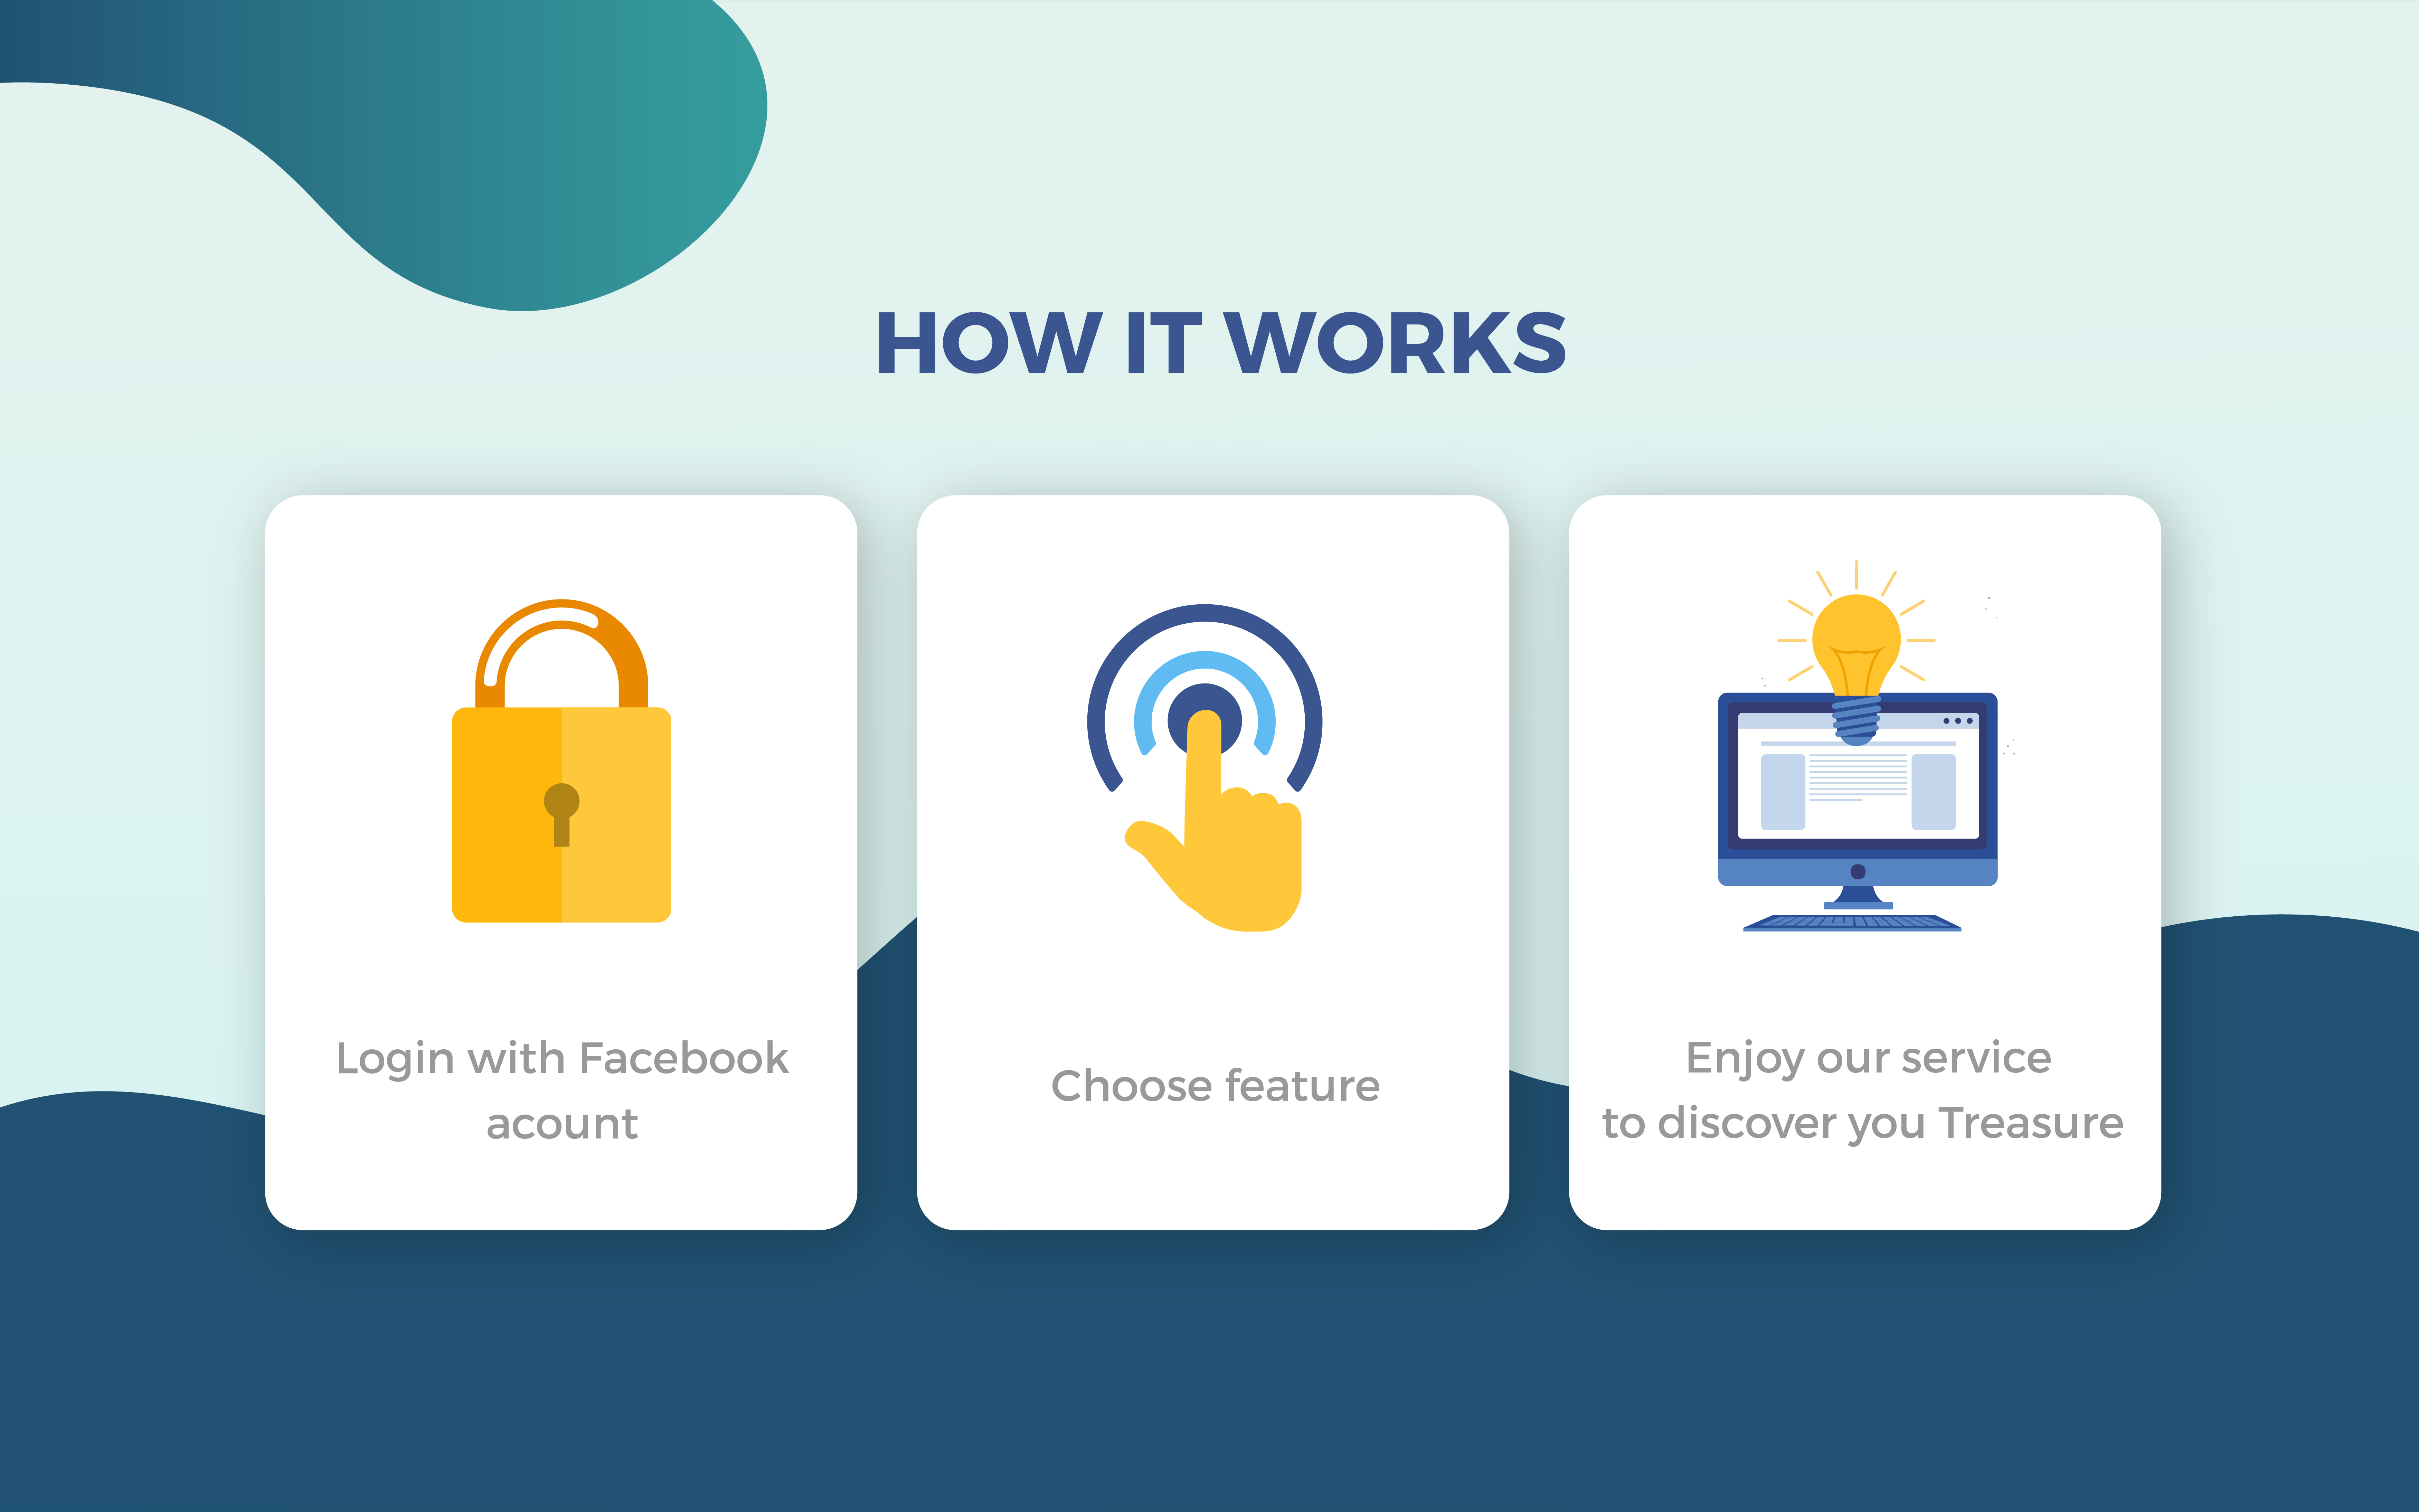 HOW IT WORKS
Login with Facebook
acount
Choose feature
Enjoy our service
to discover you Treasure